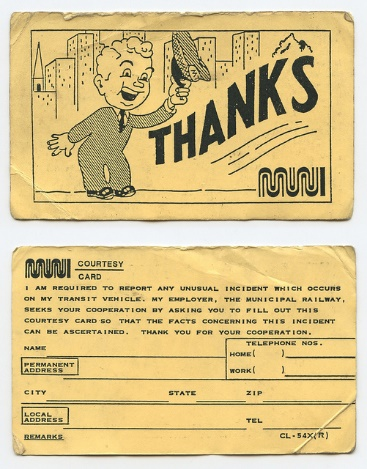 THANKS
MUNI
MUNI COURTESY
CARD
I AM REQUIRED TO REPORT ANY UNUSUAL INCIDENT WHICH OCCURS
ON MY TRANSIT VEHICLE. MY EMPLOYER, THE MUNICIPAL RAILWAY,
SEEKS YOUR COOPERATION BY ASKING YOU TO FILL OUT THIS
COURTESY CARD SO THAT THE FACTS CONCERNING THIS INCIDENT
CAN BE ASCERTAINED. THANK YOU FOR YOUR COOPERATION.
NAME
TELEPHONE NOS.
HOME( )
PERMANENT
ADDRESS
WORK( )
CITY STATE ZIP
LOCAL
ADDRESS
TEL
REMARKS
CL-54X(ft)